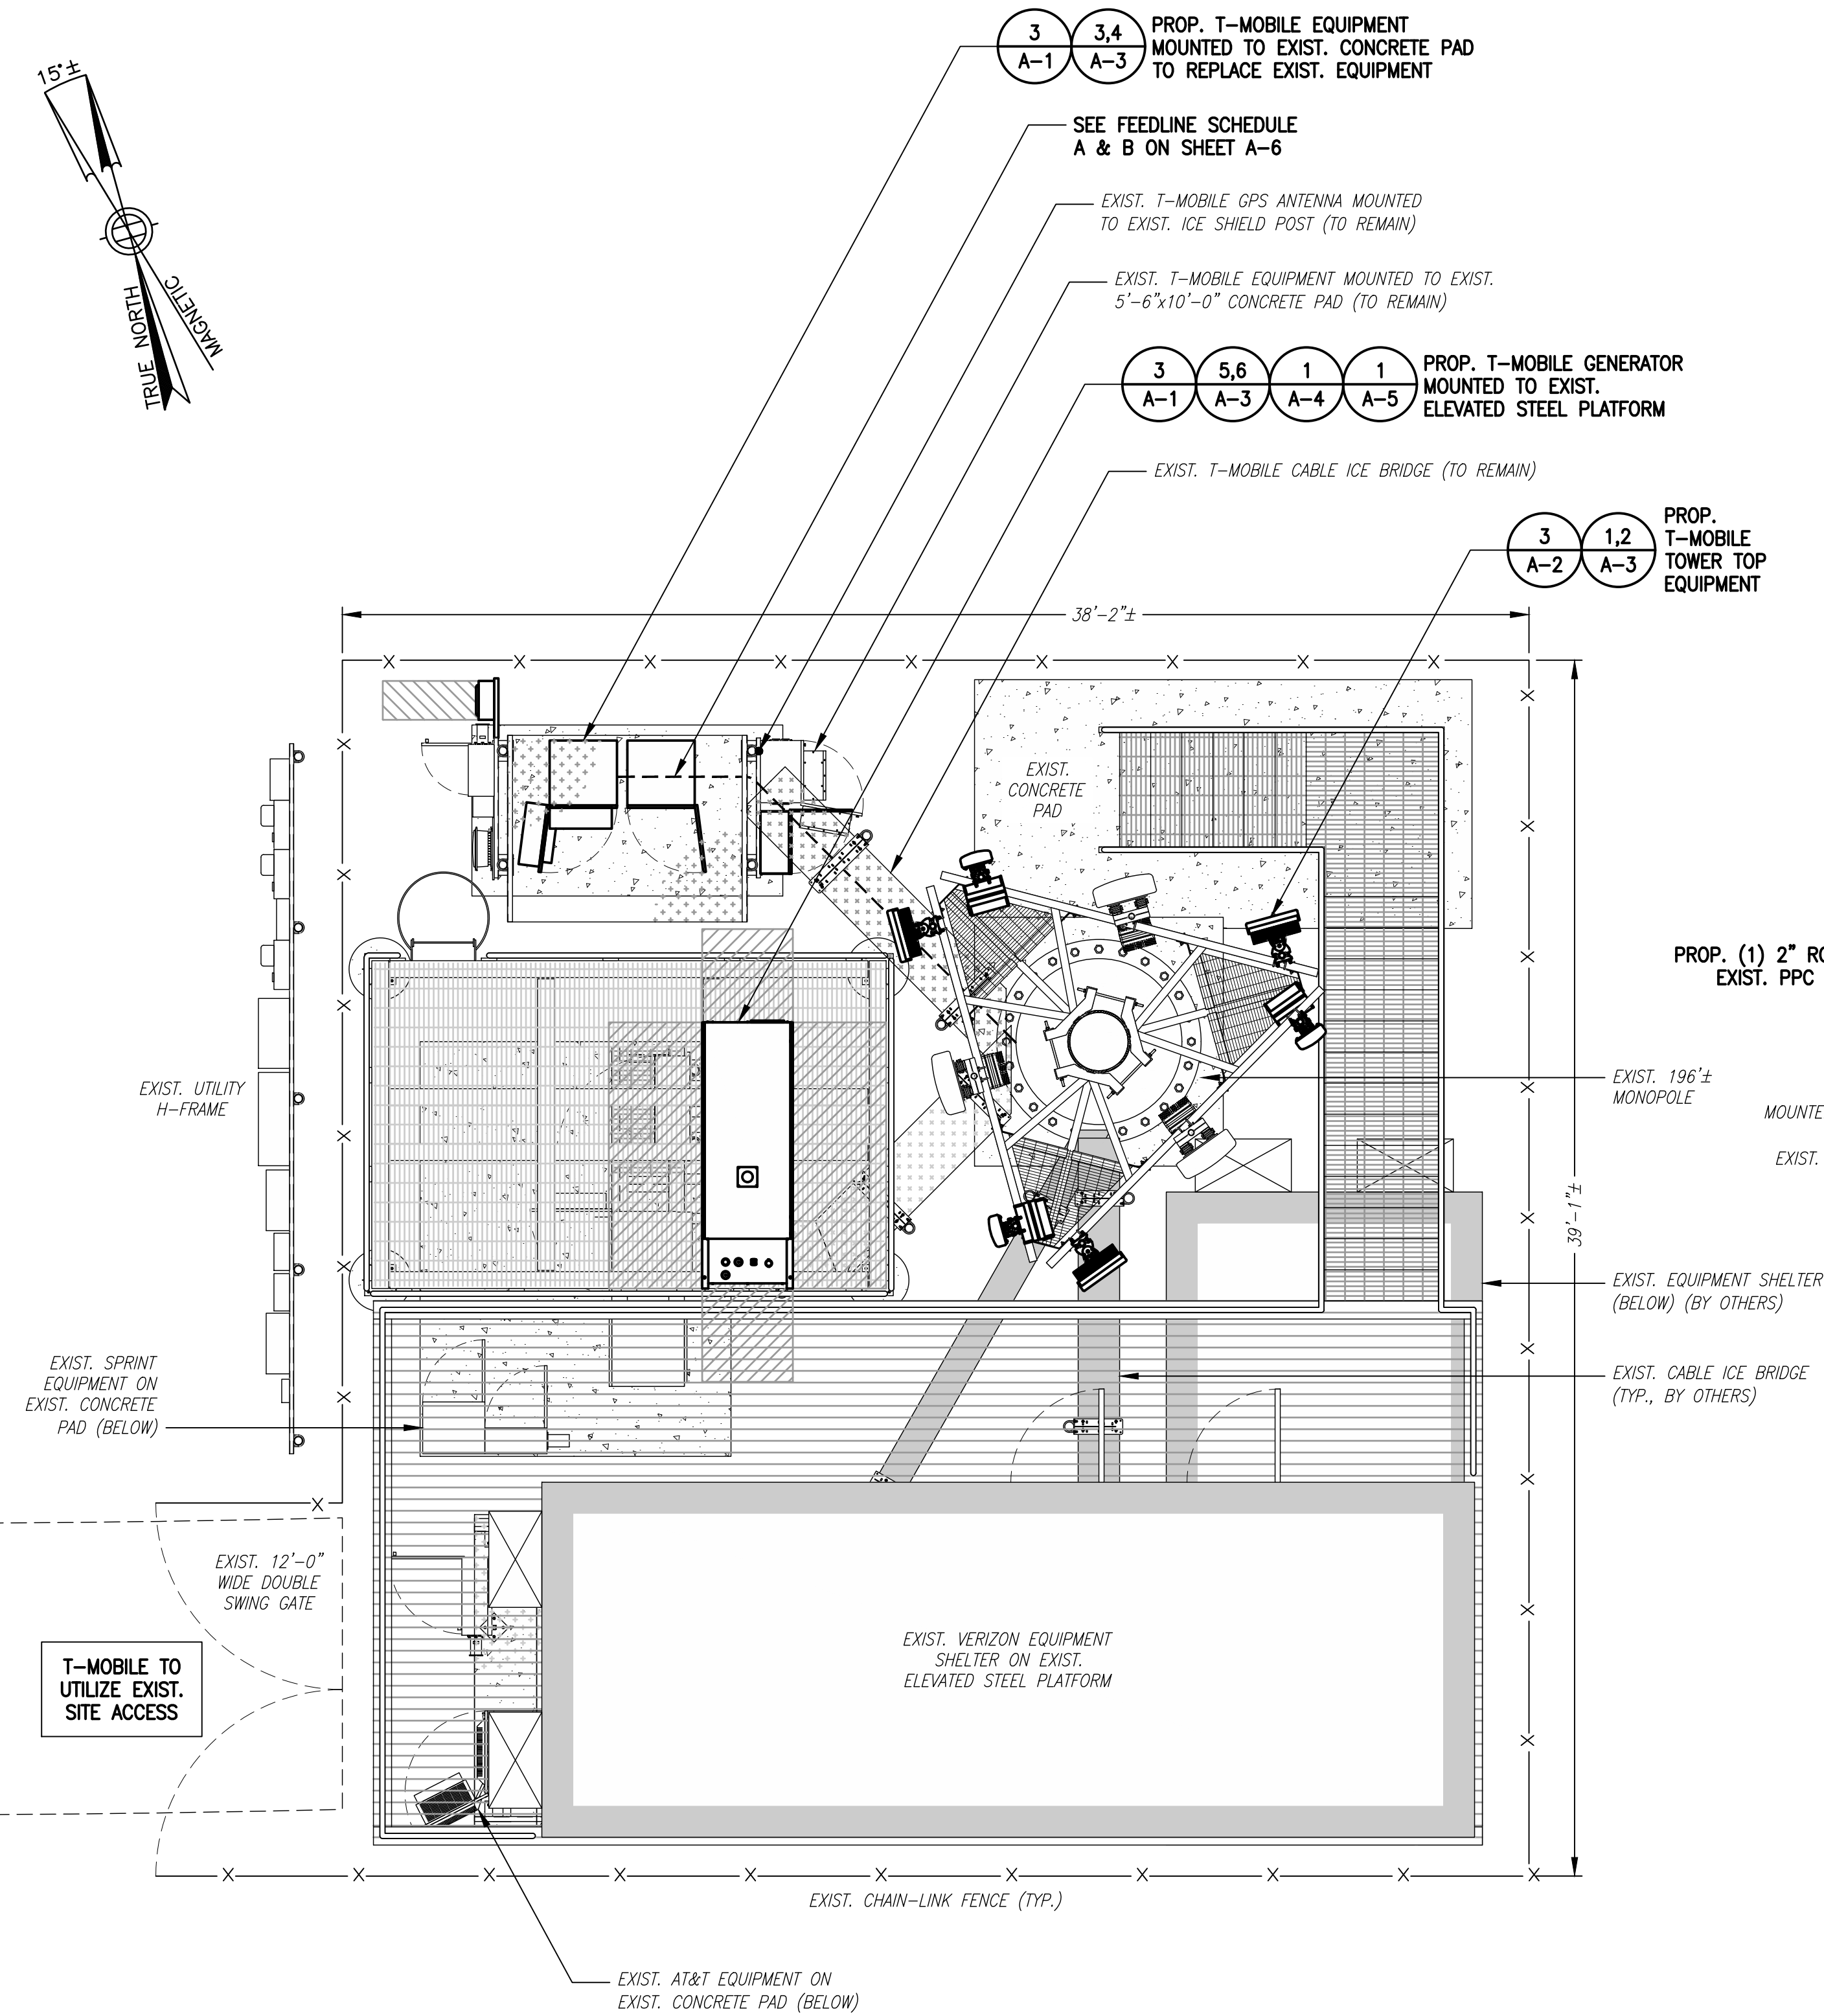 3
A-1
3,4
A-3
PROP. T-MOBILE EQUIPMENT
MOUNTED TO EXIST. CONCRETE PAD
TO REPLACE EXIST. EQUIPMENT
15°±
SEE FEEDLINE SCHEDULE
A & B ON SHEET A-6
EXIST. T-MOBILE GPS ANTENNA MOUNTED
TO EXIST. ICE SHIELD POST (TO REMAIN)
EXIST. T-MOBILE EQUIPMENT MOUNTED TO EXIST.
5'-6"x10'-0" CONCRETE PAD (TO REMAIN)
TRUE NORTH
MAGNETIC
3
A-1
5,6
A-3
1
A-4
1
A-5
PROP. T-MOBILE GENERATOR
MOUNTED TO EXIST.
ELEVATED STEEL PLATFORM
EXIST. T-MOBILE CABLE ICE BRIDGE (TO REMAIN)
3
A-2
1,2
A-3
PROP.
T-MOBILE
TOWER TOP
EQUIPMENT
38'-2"±
EXIST.
CONCRETE
PAD
PROP. (1) 2" RO
EXIST. PPC
EXIST. UTILITY
H-FRAME
EXIST. 196'±
MONOPOLE
MOUNTE
EXIST.
39'-1"±
EXIST. EQUIPMENT SHELTER
(BELOW) (BY OTHERS)
EXIST. SPRINT
EQUIPMENT ON
EXIST. CONCRETE
PAD (BELOW)
EXIST. CABLE ICE BRIDGE
(TYP., BY OTHERS)
EXIST. 12'-0"
WIDE DOUBLE
SWING GATE
T-MOBILE TO
UTILIZE EXIST.
SITE ACCESS
EXIST. VERIZON EQUIPMENT
SHELTER ON EXIST.
ELEVATED STEEL PLATFORM
EXIST. CHAIN-LINK FENCE (TYP.)
EXIST. AT&T EQUIPMENT ON
EXIST. CONCRETE PAD (BELOW)